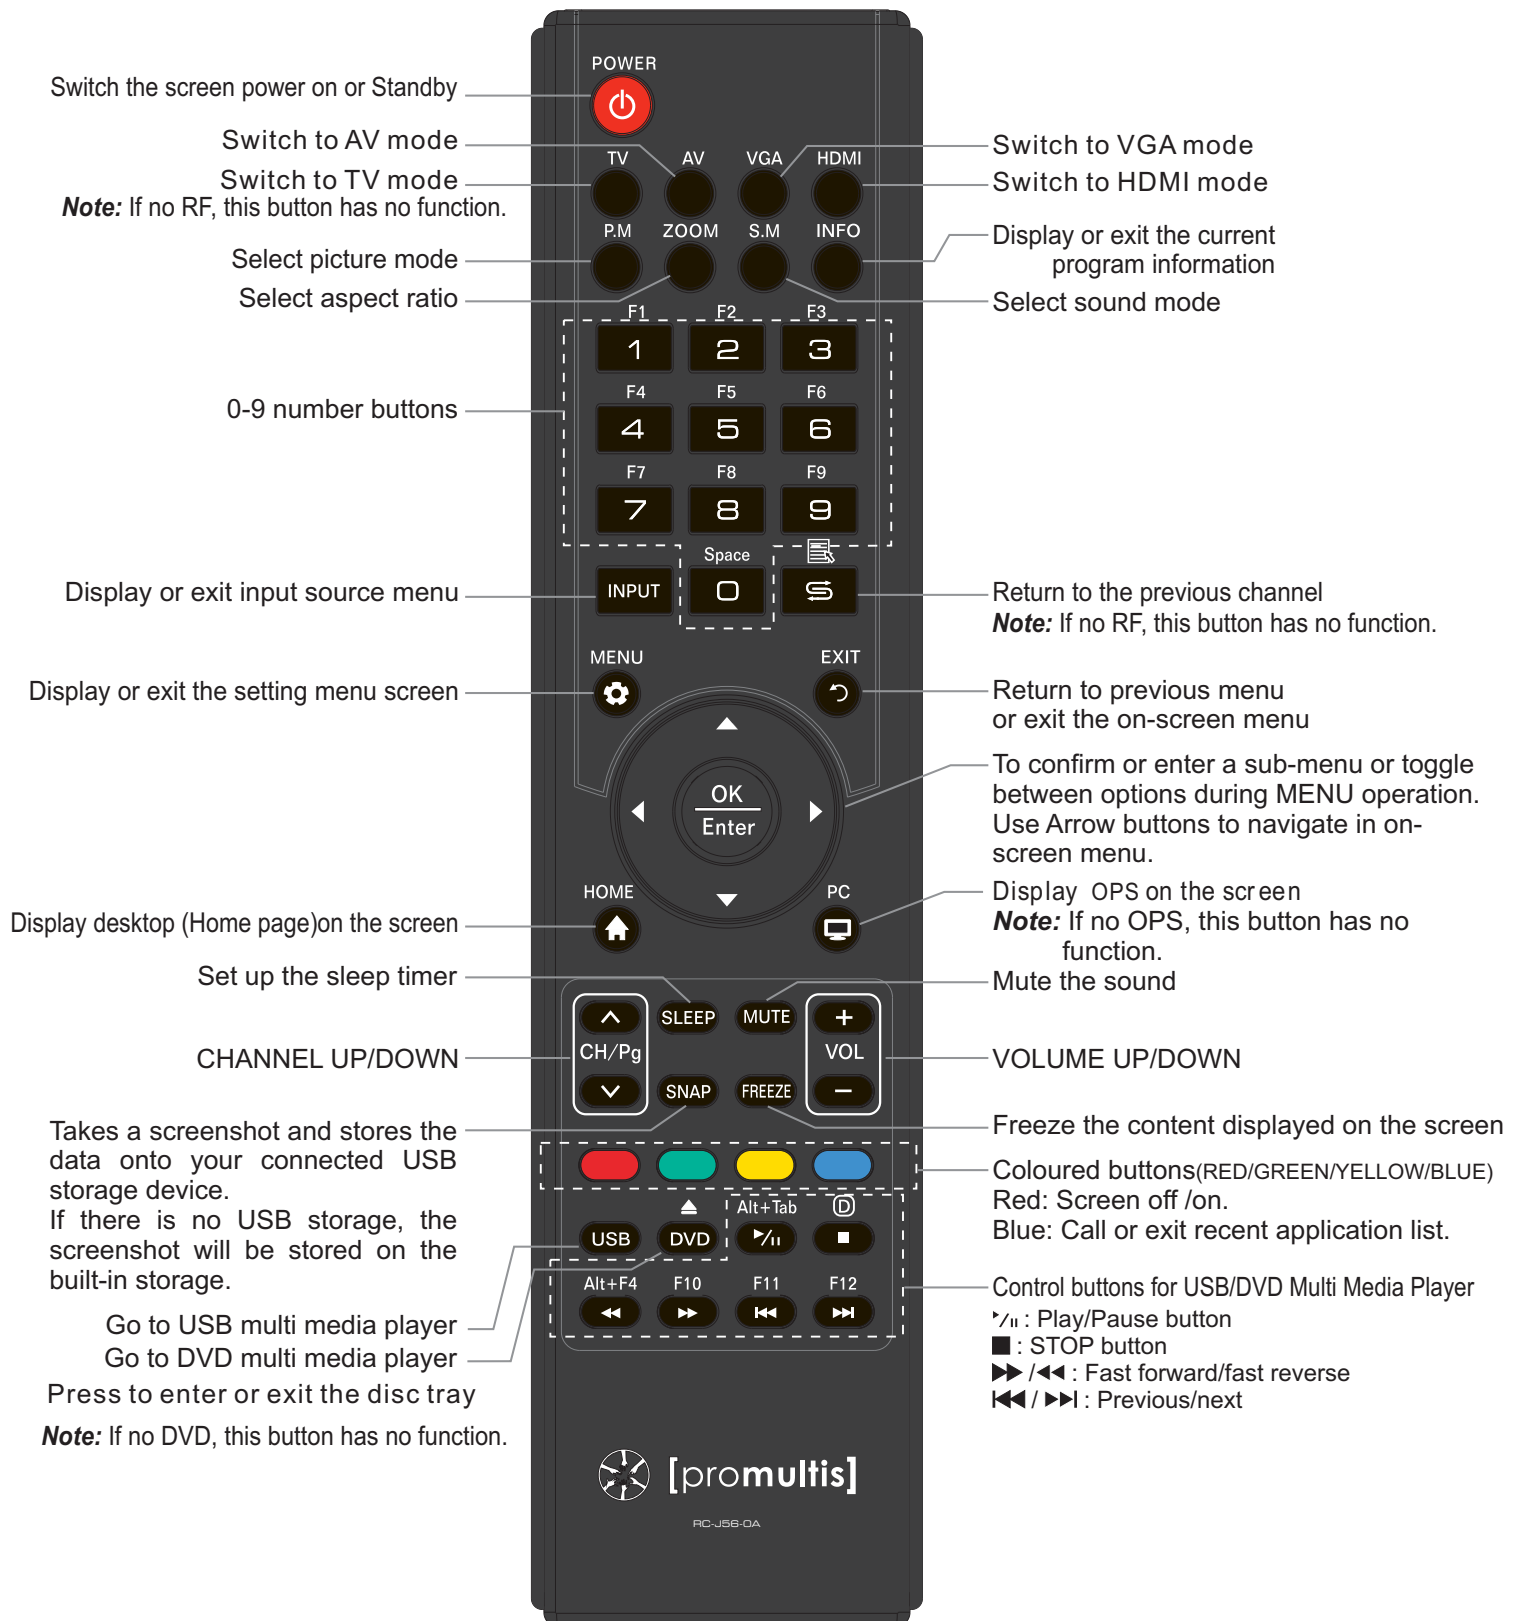 POWER
Switch the screen power on or Standby
Switch to AV mode
Switch to TV mode
Note: If no RF, this button has no function.
TV AV VGA HDMI
Switch to VGA mode
Switch to HDMI mode
P.M ZOOM S.M INFO
Select picture mode
Select aspect ratio
Display or exit the current
program information
Select sound mode
F1 F2 F3
1 2 3
F4 F5 F6
0-9 number buttons
4 5 6
F7 F8 F9
7 8 9
Space
Display or exit input source menu
INPUT 0
Return to the previous channel
Note: If no RF, this button has no function.
MENU EXIT
Display or exit the setting menu screen
Return to previous menu
or exit the on-screen menu
OK
Enter
To confirm or enter a sub-menu or toggle
between options during MENU operation.
Use Arrow buttons to navigate in on-
screen menu.
HOME PC
Display desktop (Home page)on the screen
Display OPS on the screen
Note: If no OPS, this button has no
function.
Set up the sleep timer
Mute the sound
SLEEP MUTE +
CHANNEL UP/DOWN
CH/Pg VOL
VOLUME UP/DOWN
SNAP FREEZE −
Takes a screenshot and stores the
data onto your connected USB
storage device.
If there is no USB storage, the
screenshot will be stored on the
built-in storage.
Freeze the content displayed on the screen
Coloured buttons(RED/GREEN/YELLOW/BLUE)
Red: Screen off /on.
Blue: Call or exit recent application list.
Alt+Tab D
USB DVD
Alt+F4 F10 F11 F12
Go to USB multi media player
Go to DVD multi media player
Press to enter or exit the disc tray
Note: If no DVD, this button has no function.
Control buttons for USB/DVD Multi Media Player
: Play/Pause button
: STOP button
/ : Fast forward/fast reverse
/ : Previous/next
[promultis]
RC-J56-0A